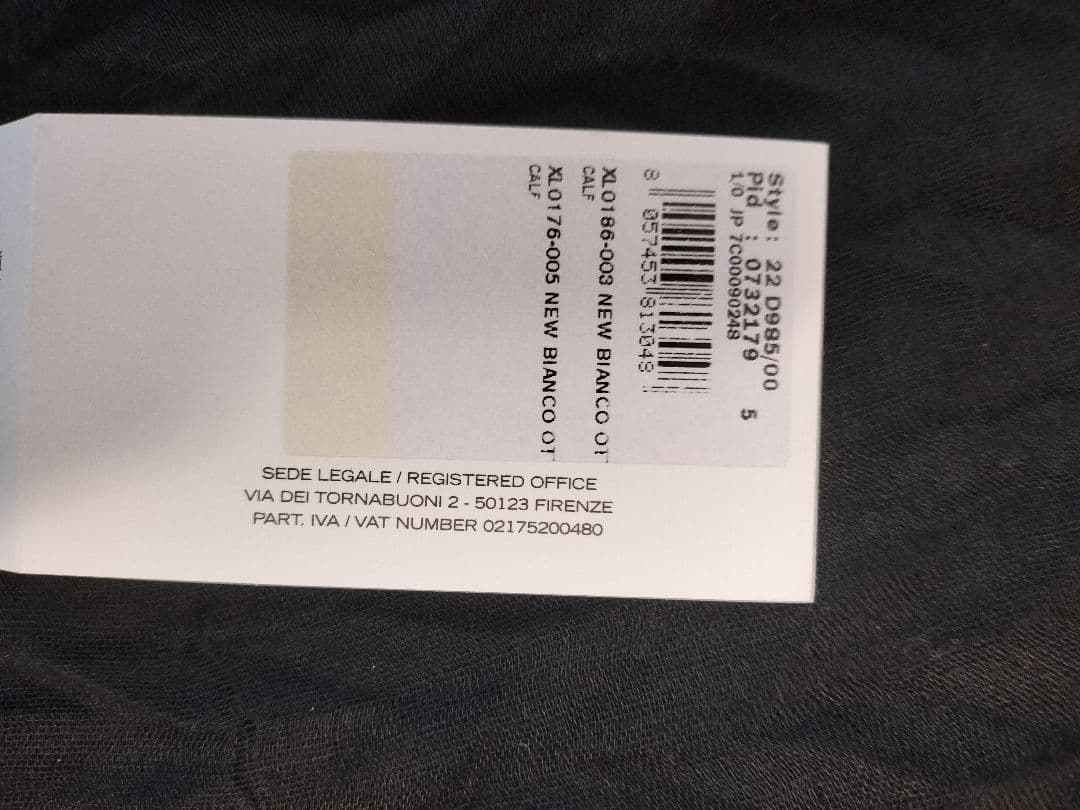 Style: 22 D985/00
Pid : 0732179 5
1/0 JP 7C00090248
8 057453 813048
XL0186-003 NEW BIANCO OT
CALF
XL0176-005 NEW BIANCO OT
CALF
SEDE LEGALE / REGISTERED OFFICE
VIA DEI TORNABUONI 2 - 50123 FIRENZE
PART. IVA / VAT NUMBER 02175200480